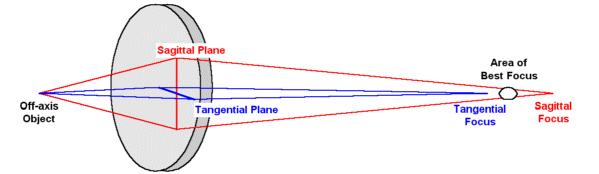 Sagittal Plane
Area of
Best Focus
Off-axis
Object
Tangential Plane
Tangential
Focus
Sagittal
Focus